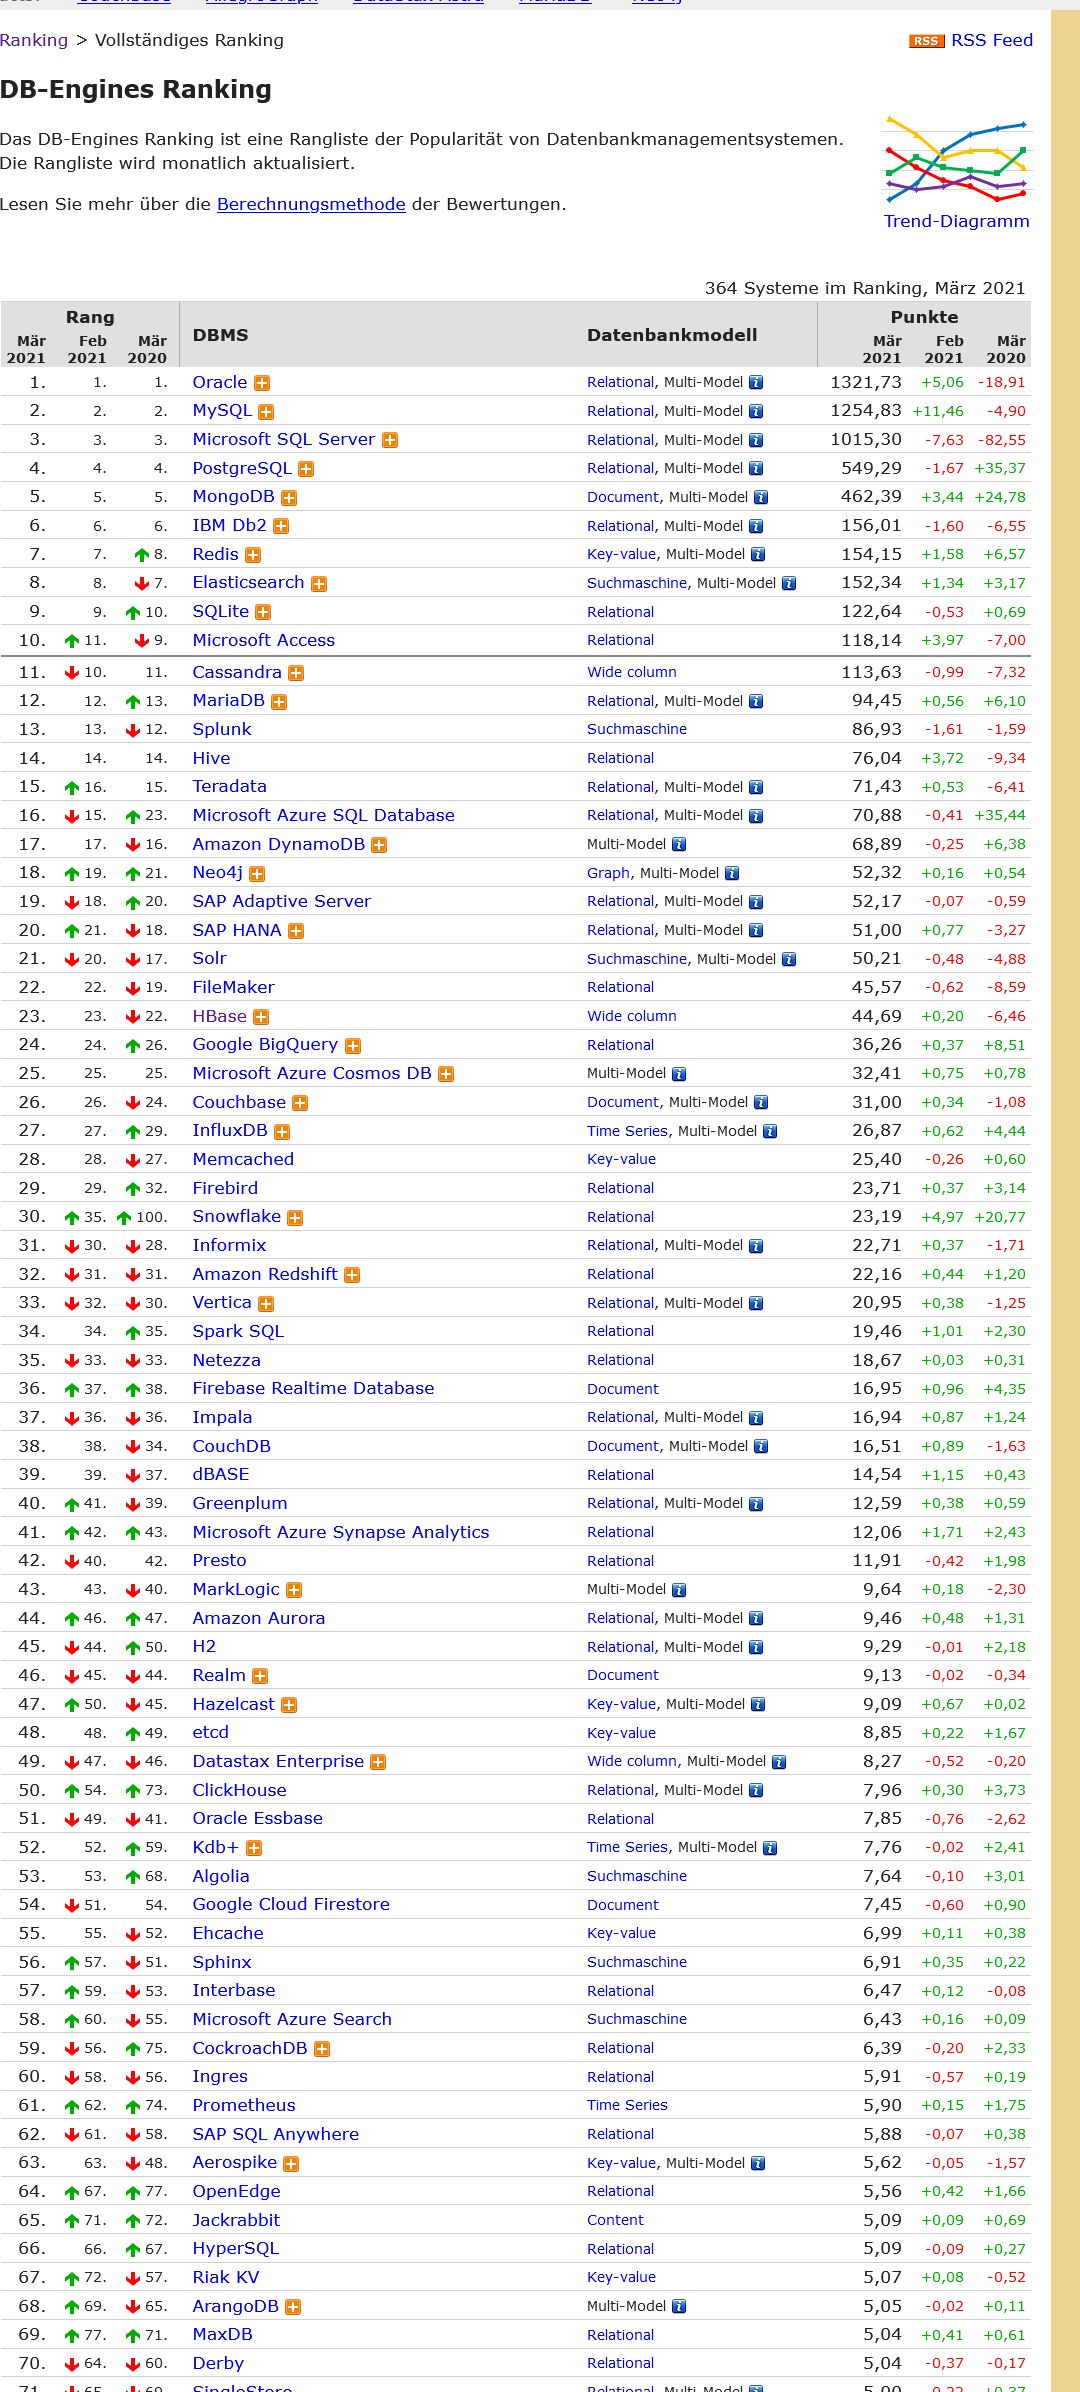 Ranking > Vollständiges Ranking RSS RSS Feed
DB-Engines Ranking
Das DB-Engines Ranking ist eine Rangliste der Popularität von Datenbankmanagementsystemen.
Die Rangliste wird monatlich aktualisiert.
Lesen Sie mehr über die Berechnungsmethode der Bewertungen.
Trend-Diagramm
364 Systeme im Ranking, März 2021
Rang DBMS Datenbankmodell Punkte
Mär 2021 Feb 2021 Mär 2020 Mär 2021 Feb 2021 Mär 2020
1. 1. 1. Oracle Relational, Multi-Model 1321,73 +5,06 -18,91
2. 2. 2. MySQL Relational, Multi-Model 1254,83 +11,46 -4,90
3. 3. 3. Microsoft SQL Server Relational, Multi-Model 1015,30 -7,63 -82,55
4. 4. 4. PostgreSQL Relational, Multi-Model 549,29 -1,67 +35,37
5. 5. 5. MongoDB Document, Multi-Model 462,39 +3,44 +24,78
6. 6. 6. IBM Db2 Relational, Multi-Model 156,01 -1,60 -6,55
7. 7. 8. Redis Key-value, Multi-Model 154,15 +1,58 +6,57
8. 8. 7. Elasticsearch Suchmaschine, Multi-Model 152,34 +1,34 +3,17
9. 9. 10. SQLite Relational 122,64 -0,53 +0,69
10. 11. 9. Microsoft Access Relational 118,14 +3,97 -7,00
11. 10. 11. Cassandra Wide column 113,63 -0,99 -7,32
12. 12. 13. MariaDB Relational, Multi-Model 94,45 +0,56 +6,10
13. 13. 12. Splunk Suchmaschine 86,93 -1,61 -1,59
14. 14. 14. Hive Relational 76,04 +3,72 -9,34
15. 16. 15. Teradata Relational, Multi-Model 71,43 +0,53 -6,41
16. 15. 23. Microsoft Azure SQL Database Relational, Multi-Model 70,88 -0,41 +35,44
17. 17. 16. Amazon DynamoDB Multi-Model 68,89 -0,25 +6,38
18. 19. 21. Neo4j Graph, Multi-Model 52,32 +0,16 +0,54
19. 18. 20. SAP Adaptive Server Relational, Multi-Model 52,17 -0,07 -0,59
20. 21. 18. SAP HANA Relational, Multi-Model 51,00 +0,77 -3,27
21. 20. 17. Solr Suchmaschine, Multi-Model 50,21 -0,48 -4,88
22. 22. 19. FileMaker Relational 45,57 -0,62 -8,59
23. 23. 22. HBase Wide column 44,69 +0,20 -6,46
24. 24. 26. Google BigQuery Relational 36,26 +0,37 +8,51
25. 25. 25. Microsoft Azure Cosmos DB Multi-Model 32,41 +0,75 +0,78
26. 26. 24. Couchbase Document, Multi-Model 31,00 +0,34 -1,08
27. 27. 29. InfluxDB Time Series, Multi-Model 26,87 +0,62 +4,44
28. 28. 27. Memcached Key-value 25,40 -0,26 +0,60
29. 29. 32. Firebird Relational 23,71 +0,37 +3,14
30. 35. 100. Snowflake Relational 23,19 +4,97 +20,77
31. 30. 28. Informix Relational, Multi-Model 22,71 +0,37 -1,71
32. 31. 31. Amazon Redshift Relational 22,16 +0,44 +1,20
33. 32. 30. Vertica Relational, Multi-Model 20,95 +0,38 -1,25
34. 34. 35. Spark SQL Relational 19,46 +1,01 +2,30
35. 33. 33. Netezza Relational 18,67 +0,03 +0,31
36. 37. 38. Firebase Realtime Database Document 16,95 +0,96 +4,35
37. 36. 36. Impala Relational, Multi-Model 16,94 +0,87 +1,24
38. 38. 34. CouchDB Document, Multi-Model 16,51 +0,89 -1,63
39. 39. 37. dBASE Relational 14,54 +1,15 +0,43
40. 41. 39. Greenplum Relational, Multi-Model 12,59 +0,38 +0,59
41. 42. 43. Microsoft Azure Synapse Analytics Relational 12,06 +1,71 +2,43
42. 40. 42. Presto Relational 11,91 -0,42 +1,98
43. 43. 40. MarkLogic Multi-Model 9,64 +0,18 -2,30
44. 46. 47. Amazon Aurora Relational, Multi-Model 9,46 +0,48 +1,31
45. 44. 50. H2 Relational, Multi-Model 9,29 -0,01 +2,18
46. 45. 44. Realm Document 9,13 -0,02 -0,34
47. 50. 45. Hazelcast Key-value, Multi-Model 9,09 +0,67 +0,02
48. 48. 49. etcd Key-value 8,85 +0,22 +1,67
49. 47. 46. Datastax Enterprise Wide column, Multi-Model 8,27 -0,52 -0,20
50. 54. 73. ClickHouse Relational, Multi-Model 7,96 +0,30 +3,73
51. 49. 41. Oracle Essbase Relational 7,85 -0,76 -2,62
52. 52. 59. Kdb+ Time Series, Multi-Model 7,76 -0,02 +2,41
53. 53. 68. Algolia Suchmaschine 7,64 -0,10 +3,01
54. 51. 54. Google Cloud Firestore Document 7,45 -0,60 +0,90
55. 55. 52. Ehcache Key-value 6,99 +0,11 +0,38
56. 57. 51. Sphinx Suchmaschine 6,91 +0,35 +0,22
57. 59. 53. Interbase Relational 6,47 +0,12 -0,08
58. 60. 55. Microsoft Azure Search Suchmaschine 6,43 +0,16 +0,09
59. 56. 75. CockroachDB Relational 6,39 -0,20 +2,33
60. 58. 56. Ingres Relational 5,91 -0,57 +0,19
61. 62. 74. Prometheus Time Series 5,90 +0,15 +1,75
62. 61. 58. SAP SQL Anywhere Relational 5,88 -0,07 +0,38
63. 63. 48. Aerospike Key-value, Multi-Model 5,62 -0,05 -1,57
64. 67. 77. OpenEdge Relational 5,56 +0,42 +1,66
65. 71. 72. Jackrabbit Content 5,09 +0,09 +0,69
66. 66. 67. HyperSQL Relational 5,09 -0,09 +0,27
67. 72. 57. Riak KV Key-value 5,07 +0,08 -0,52
68. 69. 65. ArangoDB Multi-Model 5,05 -0,02 +0,11
69. 77. 71. MaxDB Relational 5,04 +0,41 +0,61
70. 64. 60. Derby Relational 5,04 -0,37 -0,17